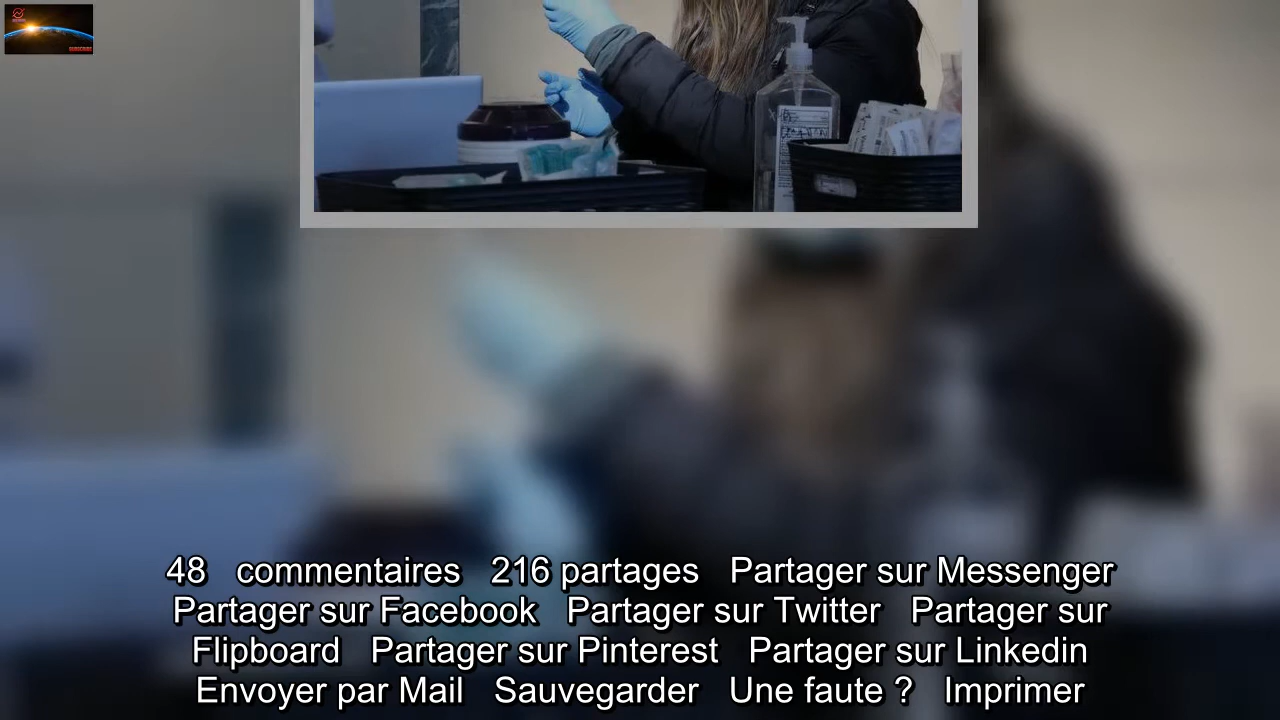 SUBSCRIBE
48 commentaires 216 partages Partager sur Messenger
Partager sur Facebook Partager sur Twitter Partager sur
Flipboard Partager sur Pinterest Partager sur Linkedin
Envoyer par Mail Sauvegarder Une faute ? Imprimer